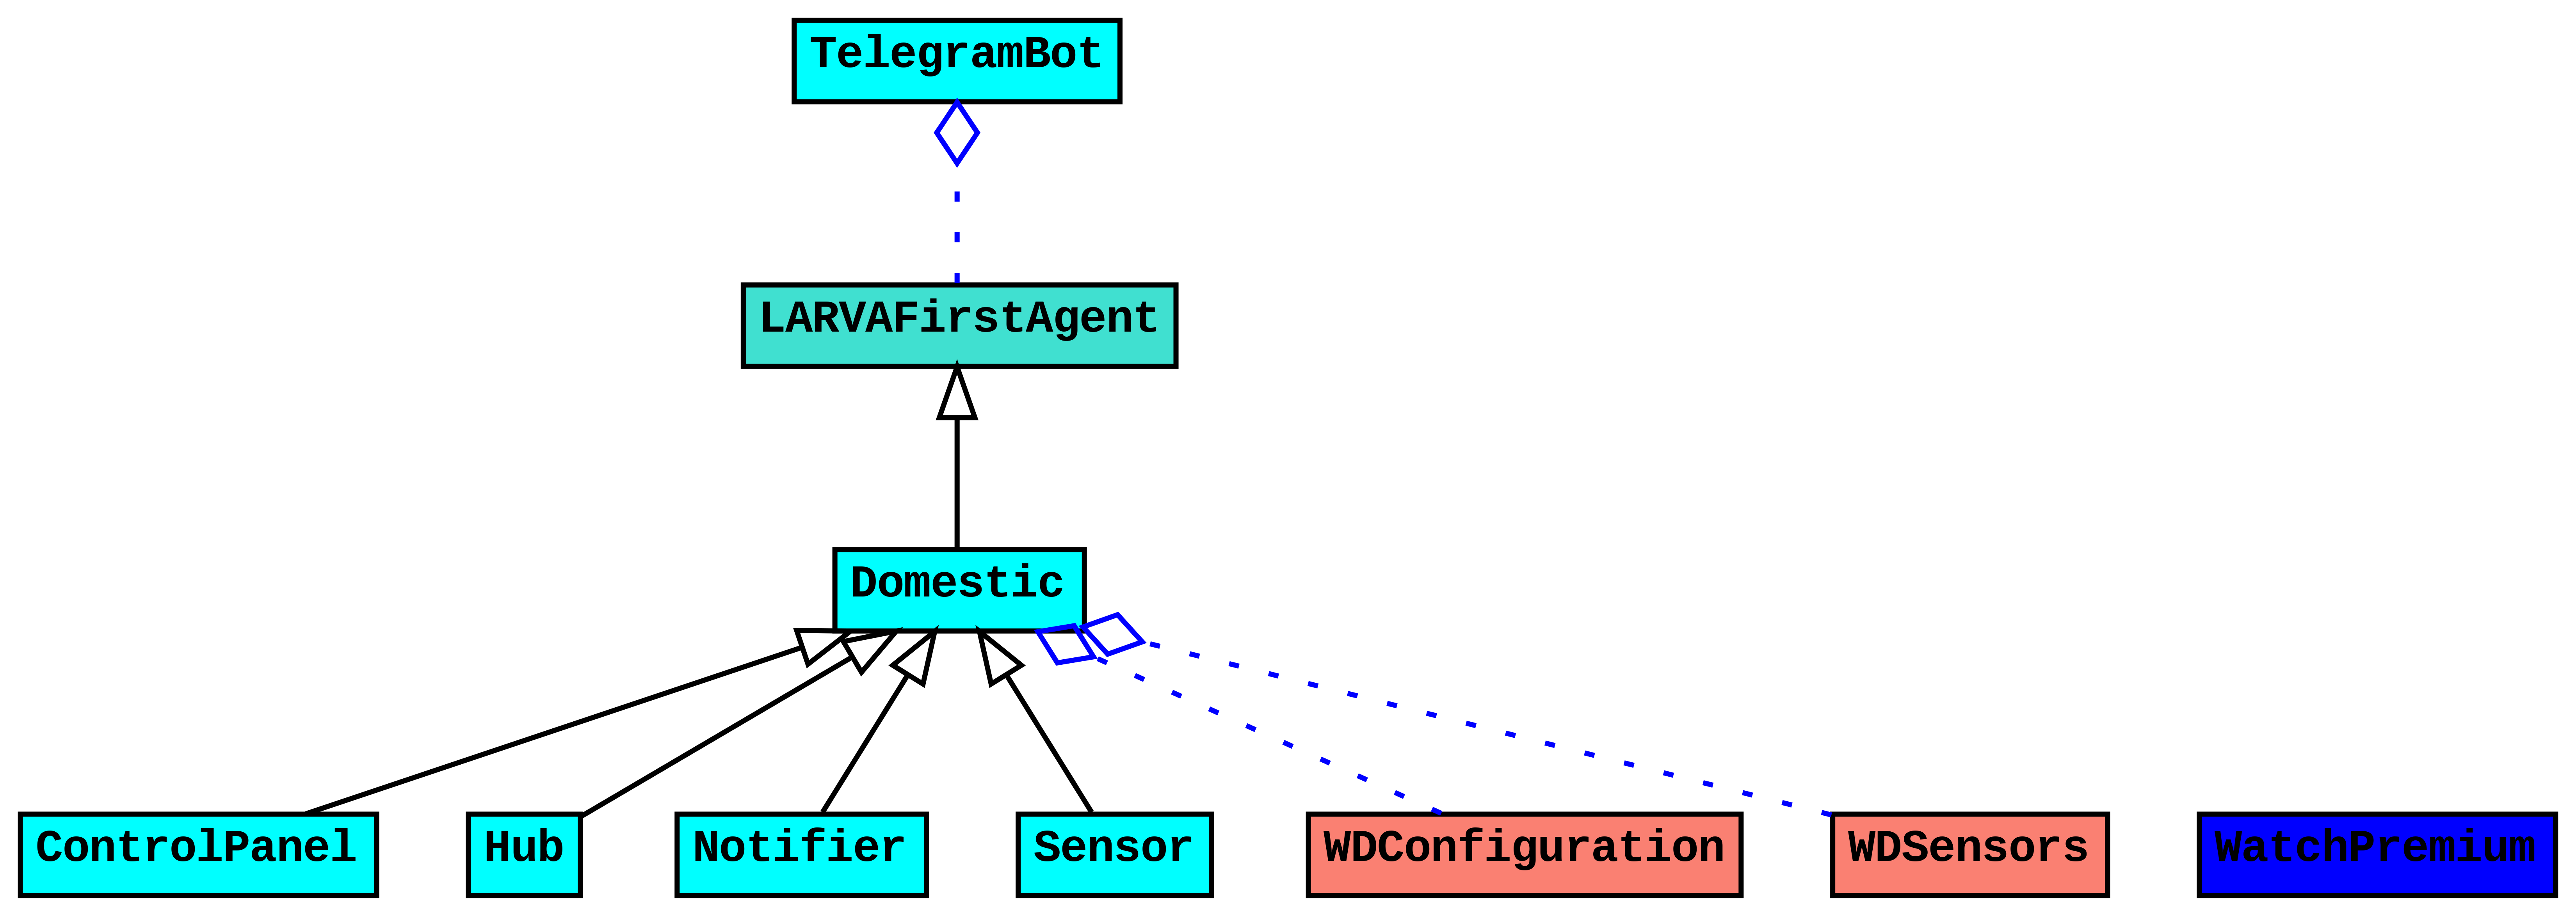 TelegramBot
LARVAFirstAgent
Domestic
ControlPanel
Hub
Notifier
Sensor
WDConfiguration
WDSensors
WatchPremium